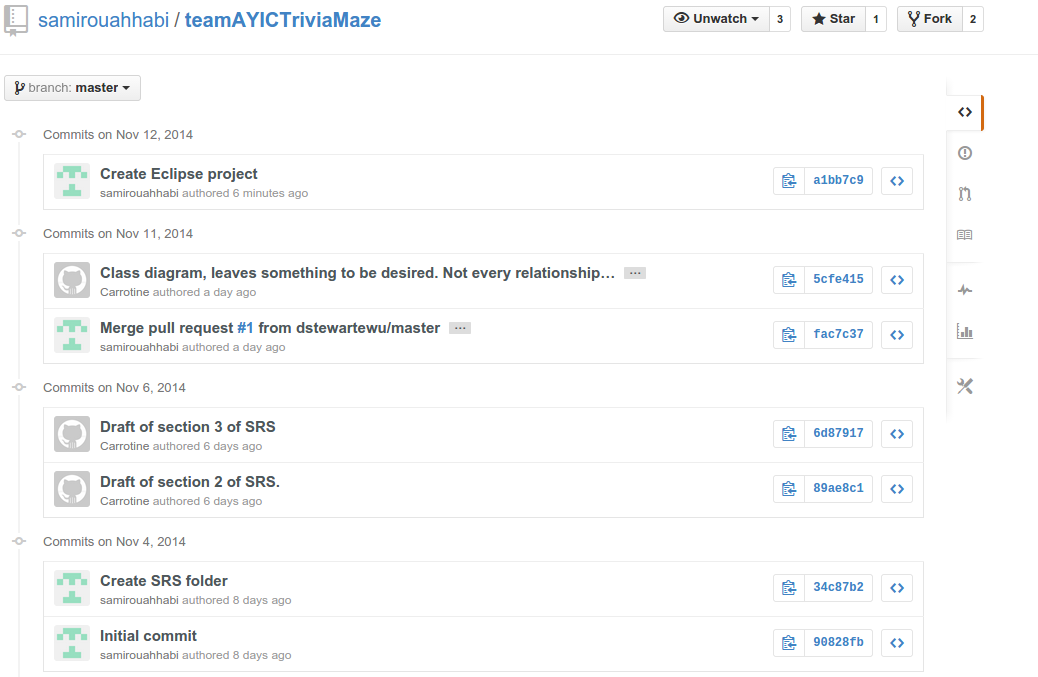 samirouahhabi / teamAYICTriviaMaze
Unwatch 3 Star 1 Fork 2
branch: master
Commits on Nov 12, 2014
Create Eclipse project
a1bb7c9
samirouahhabi authored 6 minutes ago
Commits on Nov 11, 2014
Class diagram, leaves something to be desired. Not every relationship… …
5cfe415
Carrotine authored a day ago
Merge pull request #1 from dstewartewu/master …
fac7c37
samirouahhabi authored a day ago
Commits on Nov 6, 2014
Draft of section 3 of SRS
6d87917
Carrotine authored 6 days ago
Draft of section 2 of SRS.
89ae8c1
Carrotine authored 6 days ago
Commits on Nov 4, 2014
Create SRS folder
34c87b2
samirouahhabi authored 8 days ago
Initial commit
90828fb
samirouahhabi authored 8 days ago